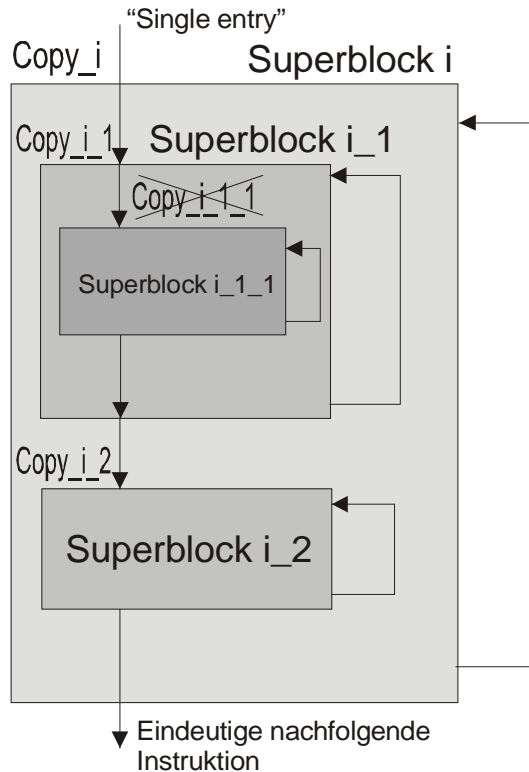 “Single entry”
Copy_i
Superblock i
Copy_i_1
Superblock i_1
Copy_i_1_1
Superblock i_1_1
Copy_i_2
Superblock i_2
Eindeutige nachfolgende
Instruktion